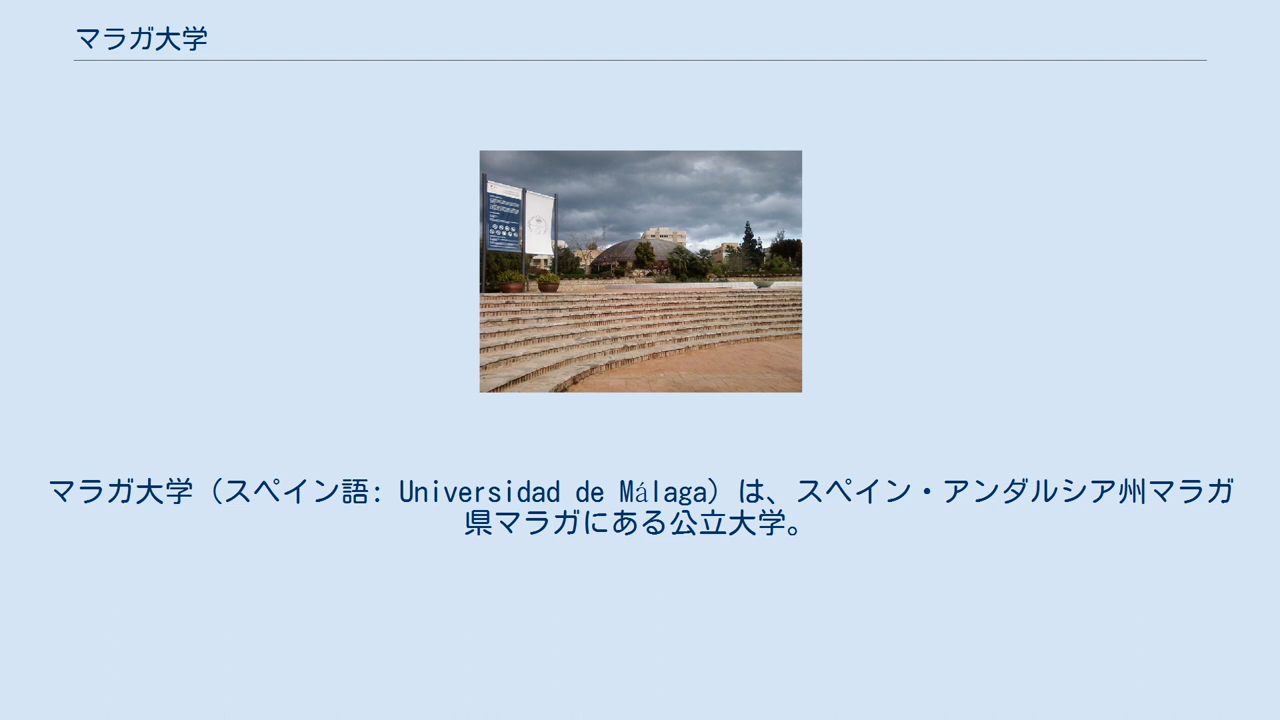 マラガ大学
マラガ大学（スペイン語: Universidad de Málaga）は、スペイン・アンダルシア州マラガ
県マラガにある公立大学。